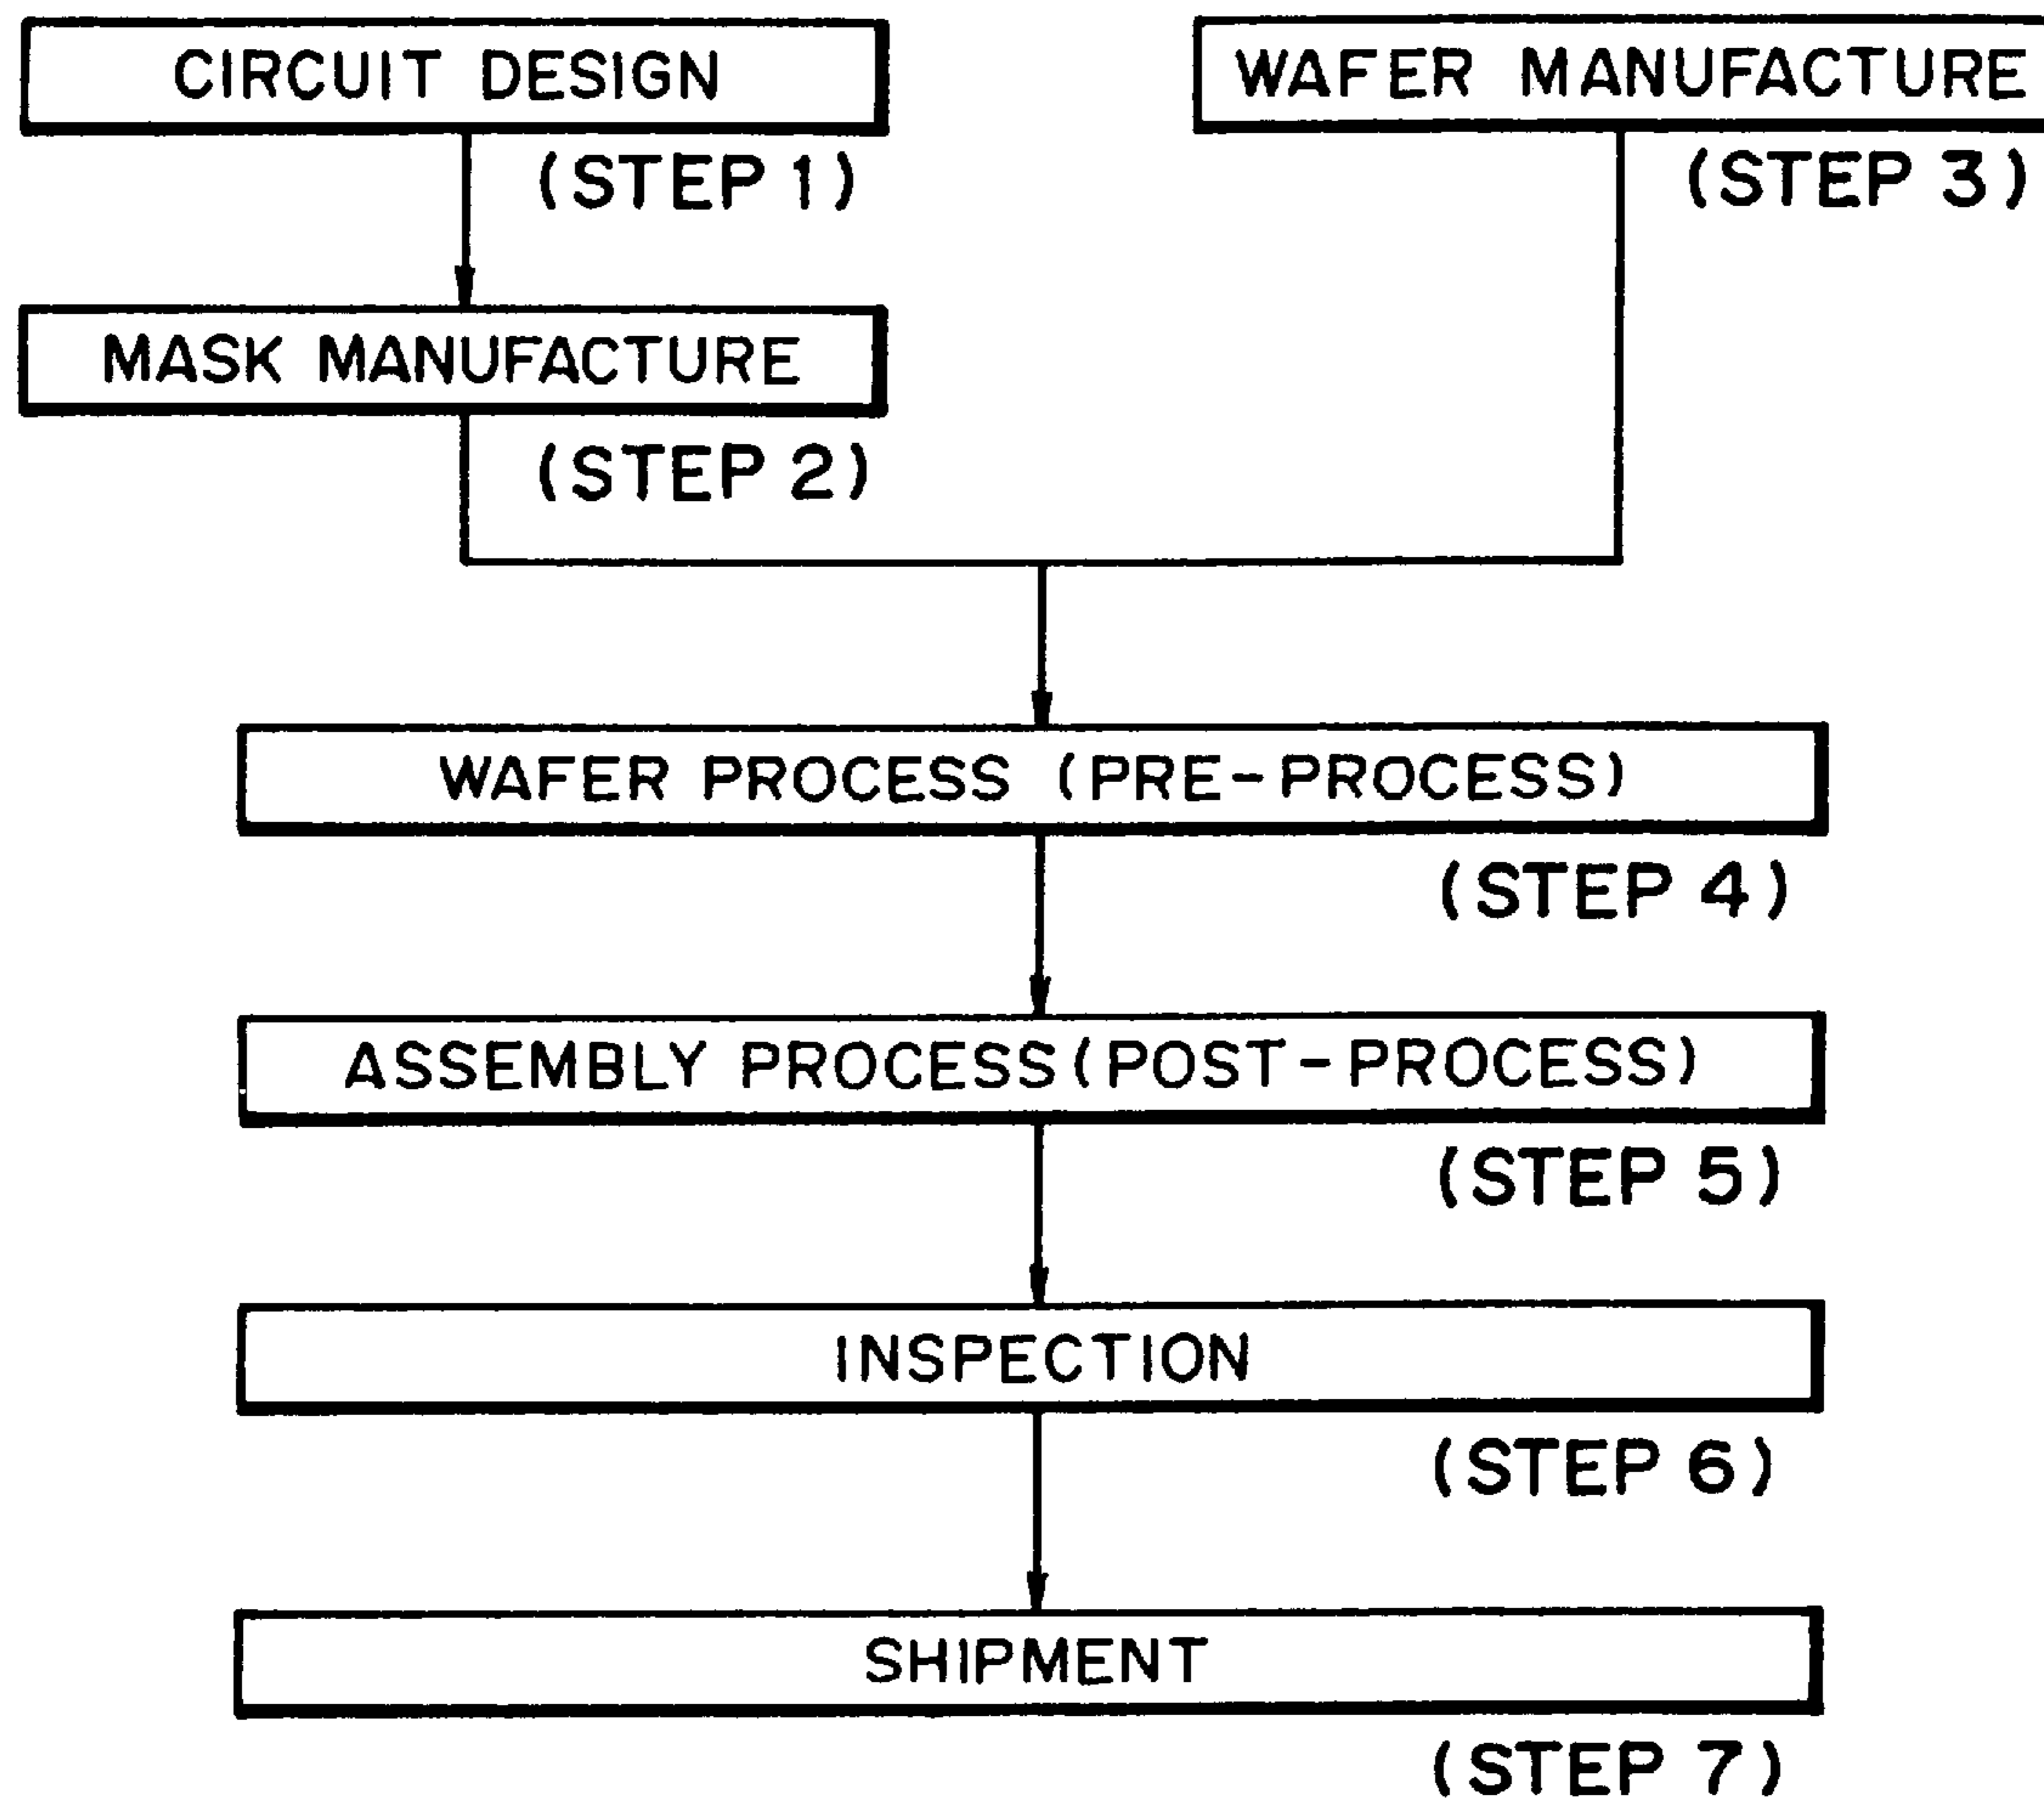 CIRCUIT DESIGN
(STEP 1)
WAFER MANUFACTURE
(STEP 3)
MASK MANUFACTURE
(STEP 2)
WAFER PROCESS (PRE-PROCESS)
(STEP 4)
ASSEMBLY PROCESS (POST-PROCESS)
(STEP 5)
INSPECTION
(STEP 6)
SHIPMENT
(STEP 7)